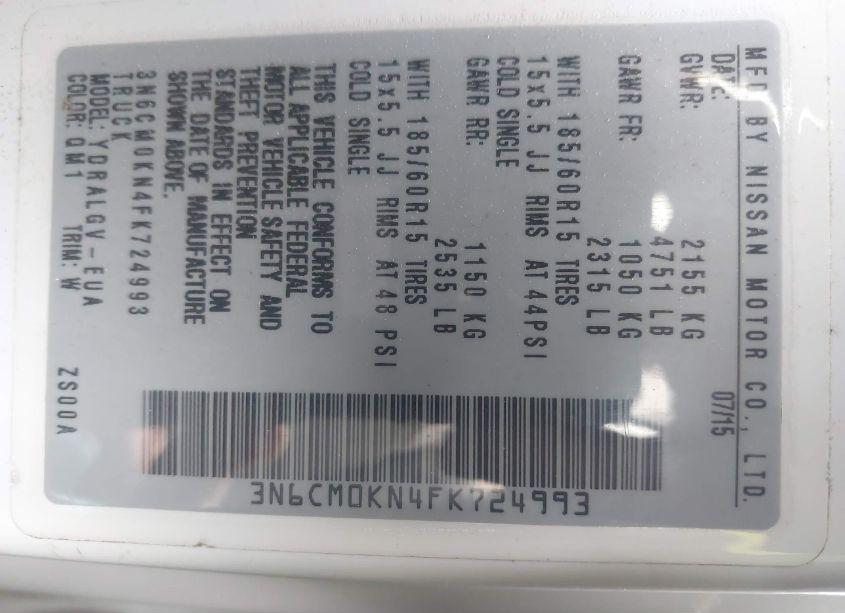 MFD BY NISSAN MOTOR CO., LTD.
DATE: 07/15
GVWR: 2155 KG
4751 LB
GAWR FR: 1050 KG
2315 LB
WITH 185/60R15 TIRES
15x5.5 JJ RIMS AT 44PSI
COLD SINGLE
GAWR RR: 1150 KG
2535 LB
WITH 185/60R15 TIRES
15x5.5 JJ RIMS AT 48 PSI
COLD SINGLE
THIS VEHICLE CONFORMS TO
ALL APPLICABLE FEDERAL
MOTOR VEHICLE SAFETY AND
THEFT PREVENTION
STANDARDS IN EFFECT ON
THE DATE OF MANUFACTURE
SHOWN ABOVE.
3N6CM0KN4FK724993
TRUCK
MODEL: YDRALGV-EUA
COLOR: QM1 TRIM: W ZS00A
3N6CM0KN4FK724993